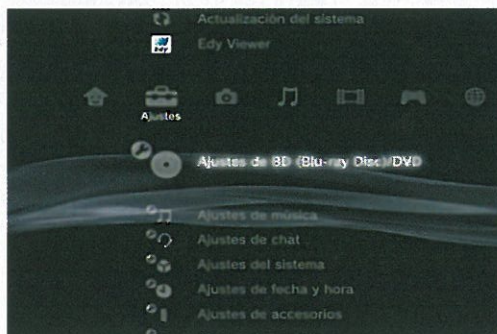 Actualización del sistema
Edy
Edy Viewer
Ajustes
Ajustes de BD (Blu-ray Disc)/DVD
Ajustes de música
Ajustes de chat
Ajustes del sistema
Ajustes de fecha y hora
Ajustes de accesorios